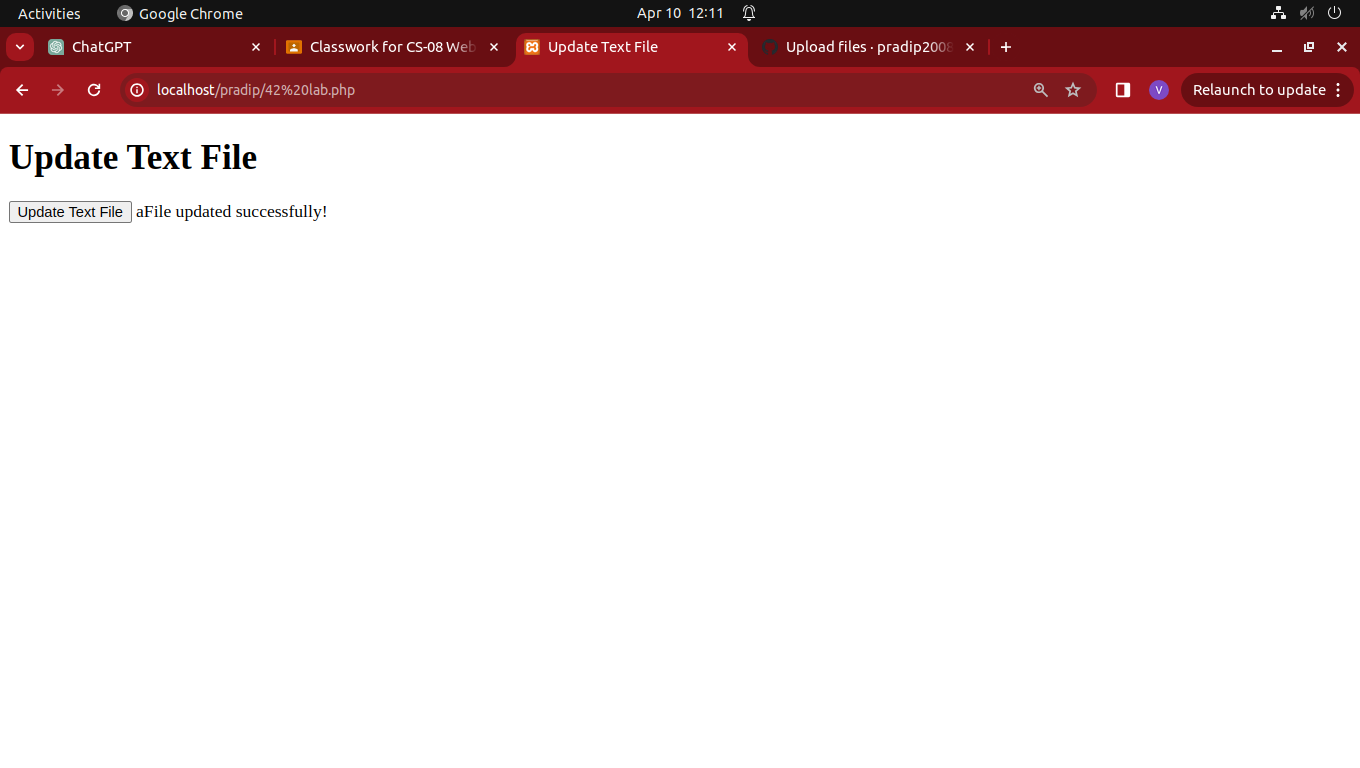 Activities Google Chrome Apr 10 12:11
ChatGPT Classwork for CS-08 Web Update Text File Upload files · pradip2008
localhost/pradip/42%20lab.php V Relaunch to update
Update Text File
Update Text File aFile updated successfully!